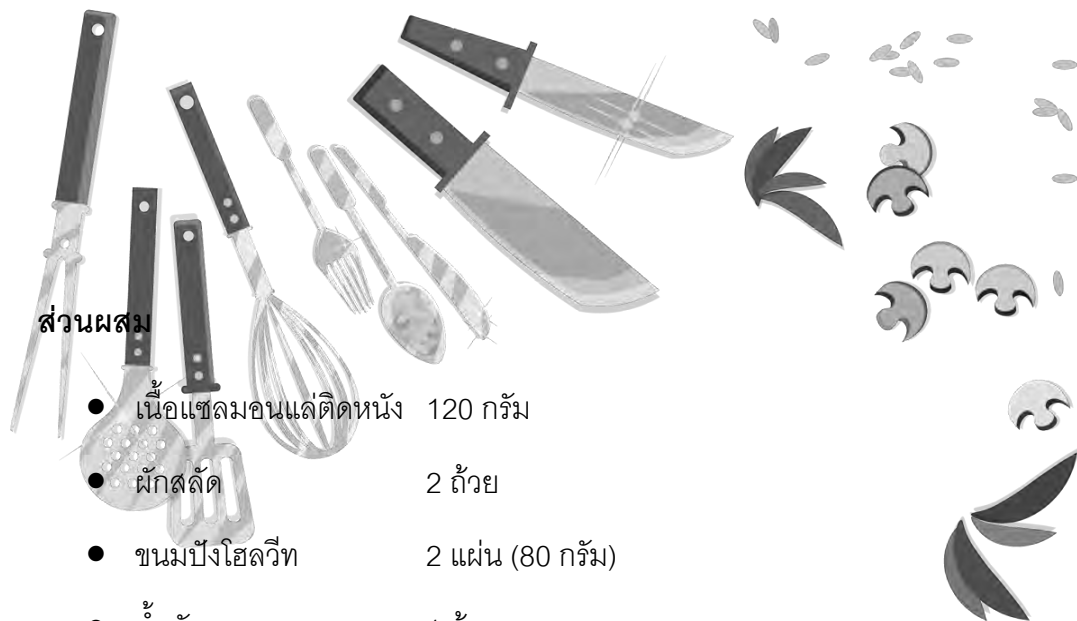 ส่วนผสม
● เนื้อแซลมอนแล่ติดหนัง 120 กรัม
● ผักสลัด 2 ถ้วย
● ขนมปังโฮลวีท 2 แผ่น (80 กรัม)